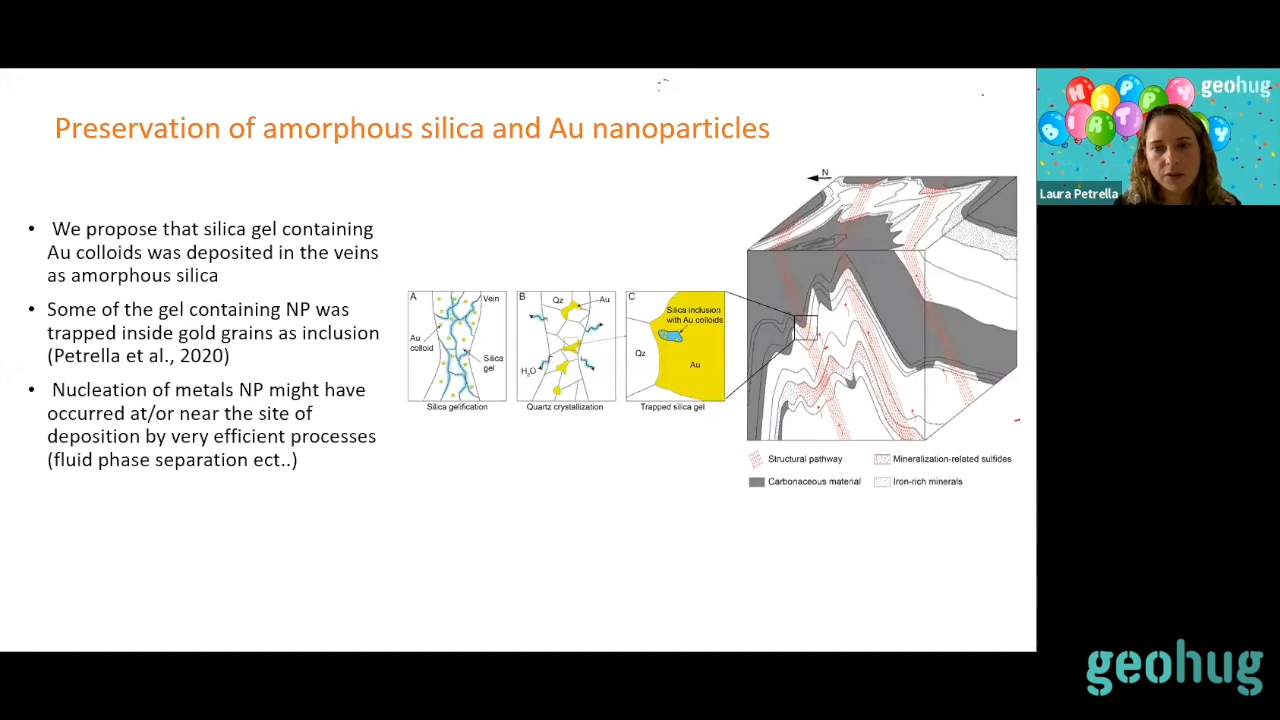 Preservation of amorphous silica and Au nanoparticles
• We propose that silica gel containing
Au colloids was deposited in the veins
as amorphous silica
• Some of the gel containing NP was
trapped inside gold grains as inclusion
(Petrella et al., 2020)
• Nucleation of metals NP might have
occurred at/or near the site of
deposition by very efficient processes
(fluid phase separation ect..)
A
Vein
Au
colloid
Silica
gel
Silica gelification
B
Qz
Au
H2O
Quartz crystallization
C
Silica inclusion
with Au colloids
Qz
Au
Trapped silica gel
N
Structural pathway
Mineralization-related sulfides
Carbonaceous material
Iron-rich minerals
HAPPY
BIRT Y
geohug
Laura Petrella
geohug